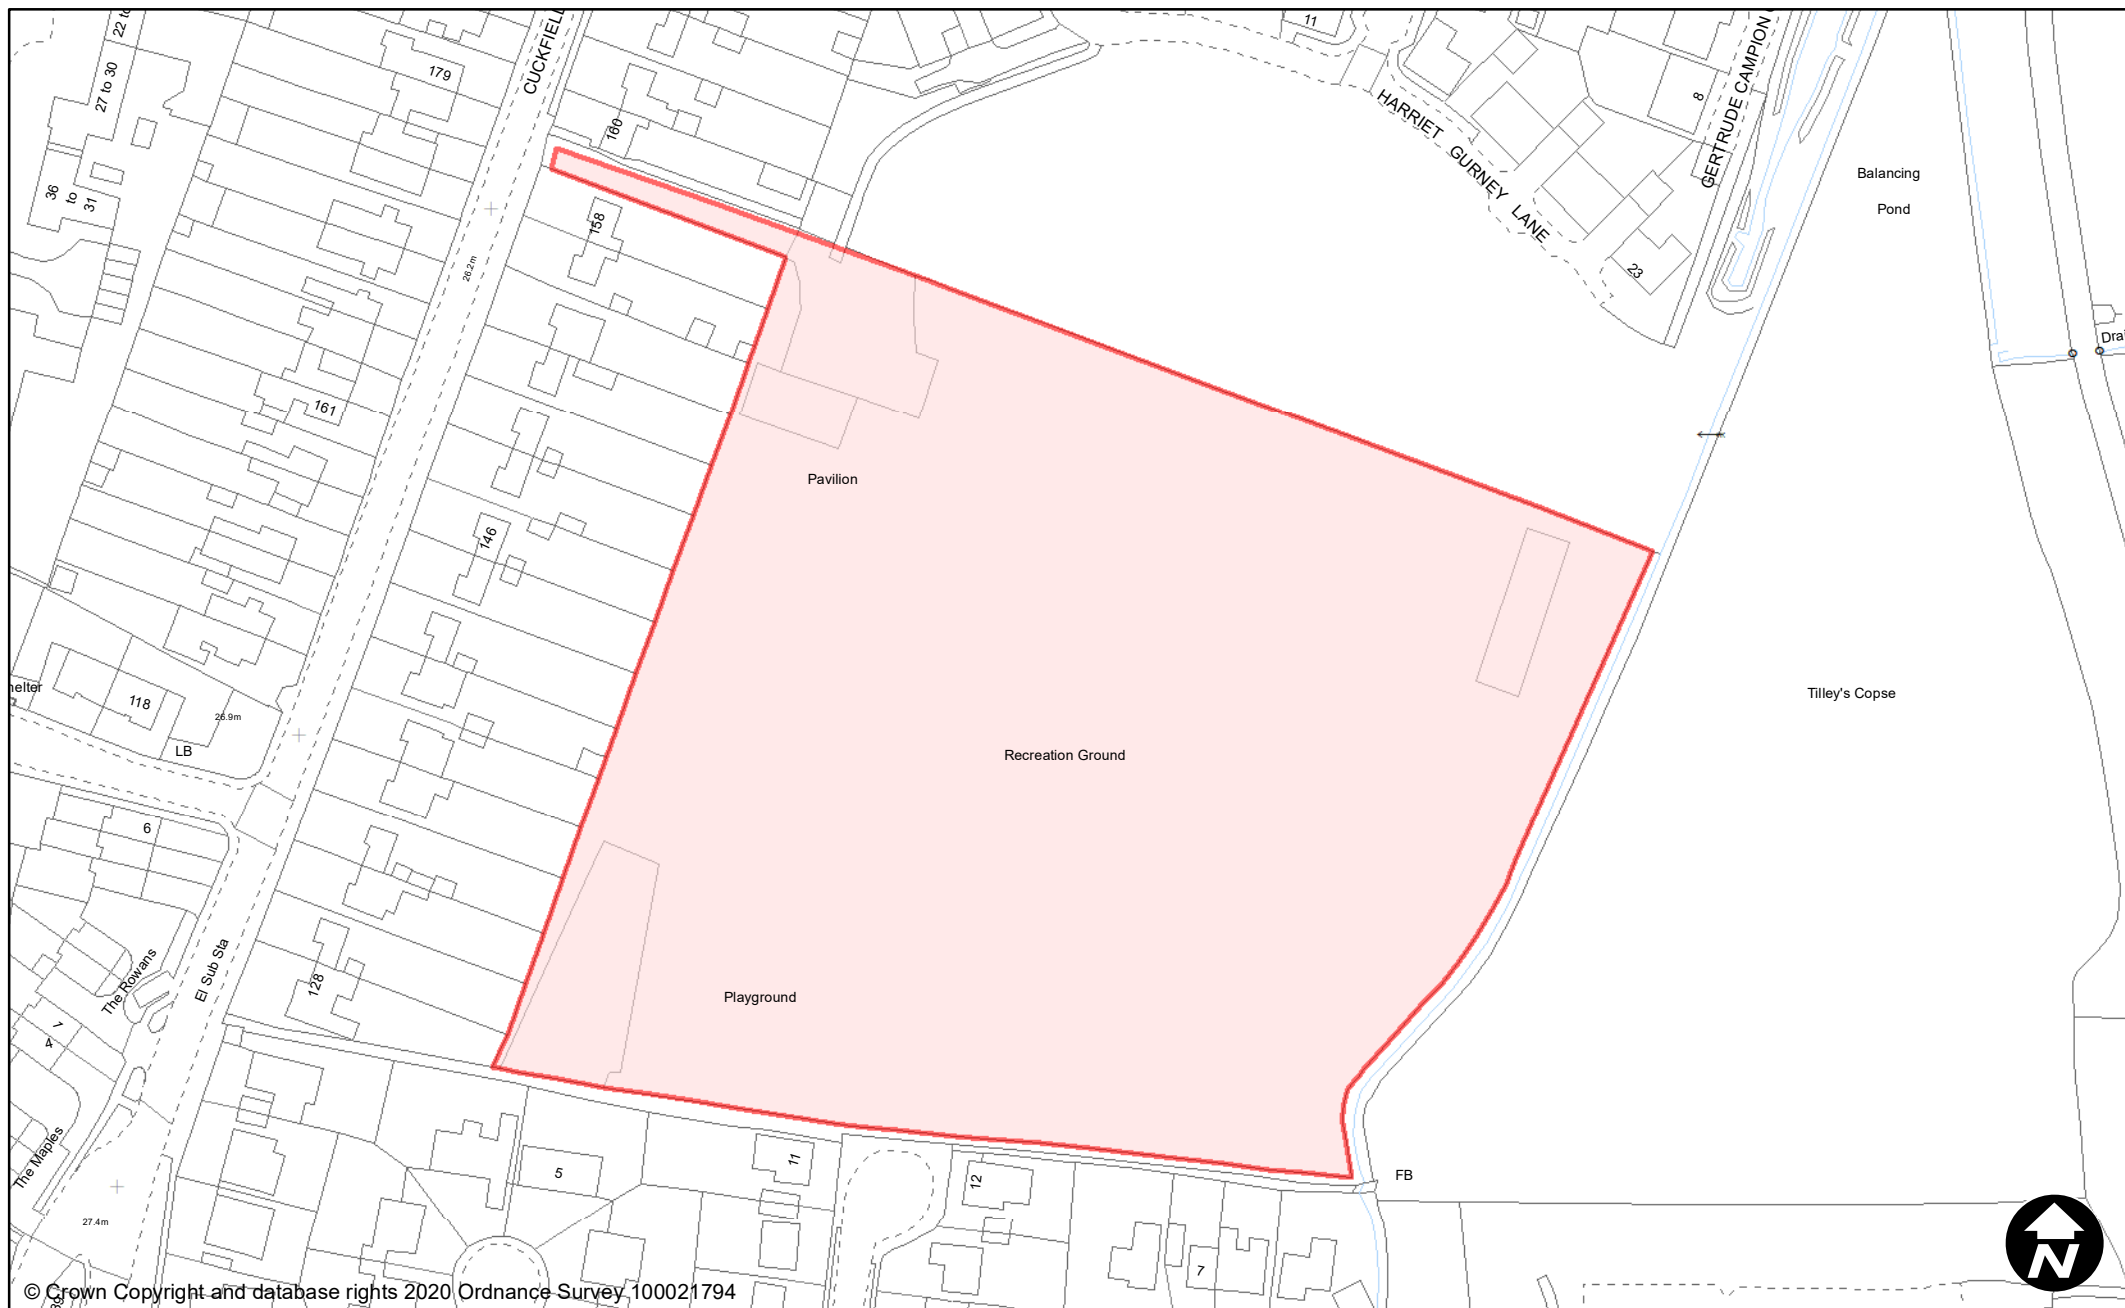 22 to
27 to 30
36
to
31
179
CUCKFIEL
160
11
HARRIET GURNEY LANE
8
GERTRUDE CAMPION
Balancing
Pond
158
26.2m
23
Drai
161
Pavilion
146
118
26.9m
LB
Tilley's Copse
Recreation Ground
6
El Sub Sta
The Rowans
128
Playground
7
4
The Maples
5
11
12
FB
27.4m
7
N
© Crown Copyright and database rights 2020 Ordnance Survey 100021794